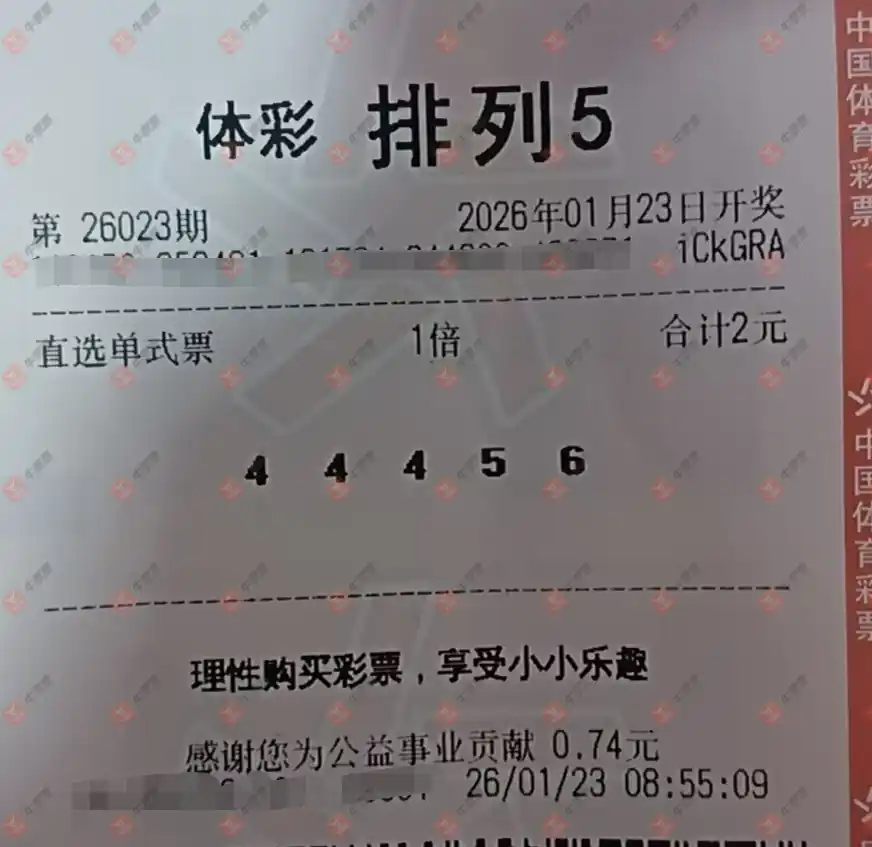 体彩 排列5
第 26023期 2026年01月23日开奖
iCkGRA
直选单式票 1倍 合计2元
4 4 4 5 6
理性购买彩票，享受小小乐趣
感谢您为公益事业贡献 0.74元
26/01/23 08:55:09
中国体育彩票
中国体育彩票